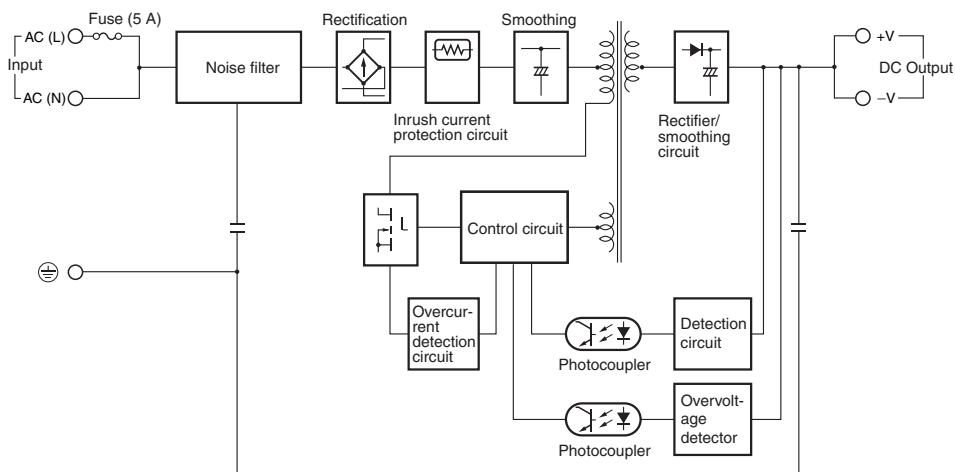 Fuse (5 A)
AC (L)
Input
AC (N)
Noise filter
Rectification
Inrush current
protection circuit
Smoothing
Rectifier/
smoothing
circuit
+V
DC Output
−V
Control circuit
Overcur-
rent
detection
circuit
Photocoupler
Detection
circuit
Photocoupler
Overvolt-
age
detector